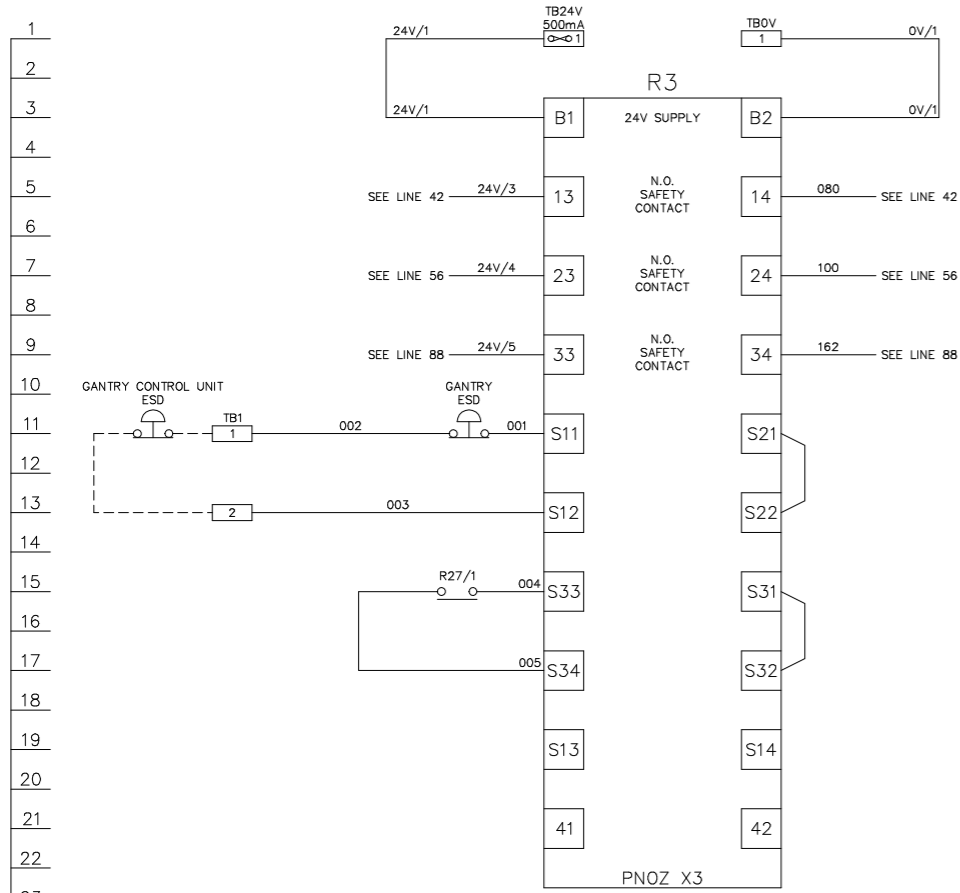 1
24V/1
TB24V
500mA
1
TB0V
1
0V/1
2
R3
3
24V/1
B1
24V SUPPLY
B2
0V/1
4
5
SEE LINE 42
24V/3
13
N.O.
SAFETY
CONTACT
14
080
SEE LINE 42
6
7
SEE LINE 56
24V/4
23
N.O.
SAFETY
CONTACT
24
100
SEE LINE 56
8
9
SEE LINE 88
24V/5
33
N.O.
SAFETY
CONTACT
34
162
SEE LINE 88
10
GANTRY CONTROL UNIT
ESD
GANTRY
ESD
11
TB1
1
002
001
S11
S21
12
13
2
003
S12
S22
14
15
R27/1
004
S33
S31
16
17
005
S34
S32
18
19
S13
S14
20
21
41
42
22
PNOZ X3